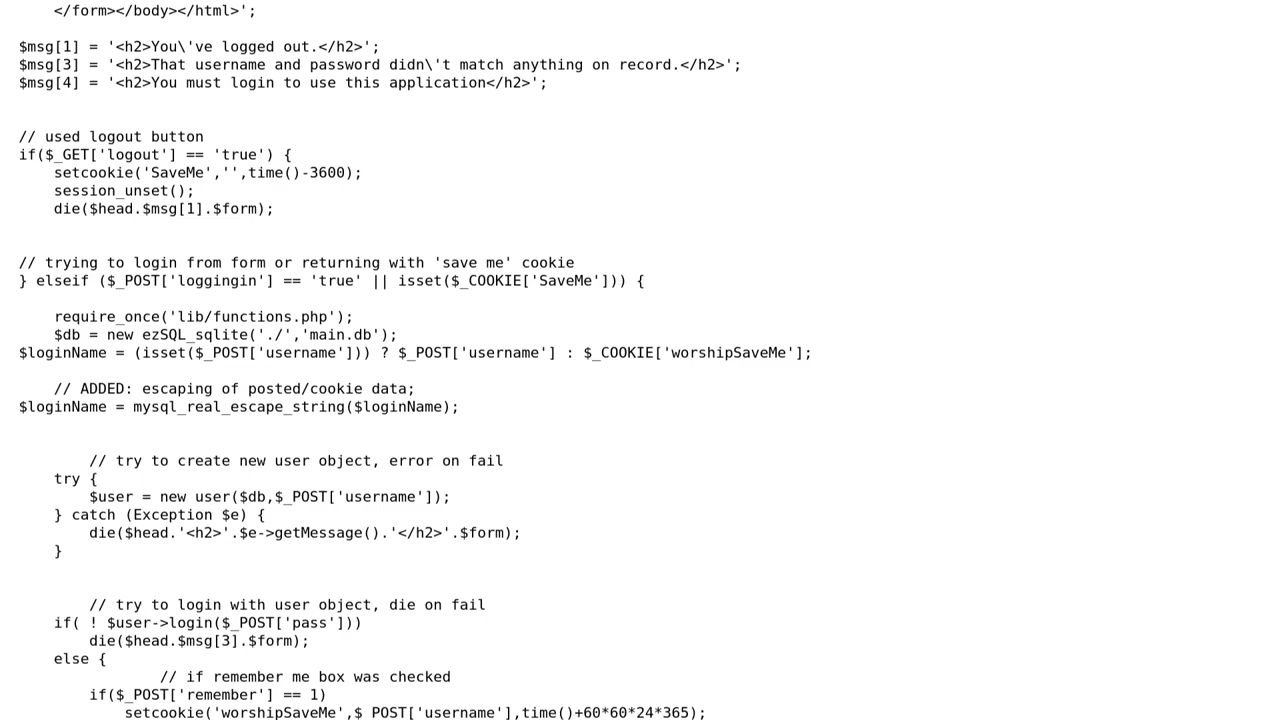 </form></body></html>';
$msg[1] = '<h2>You\'ve logged out.</h2>';
$msg[3] = '<h2>That username and password didn\'t match anything on record.</h2>';
$msg[4] = '<h2>You must login to use this application</h2>';
// used logout button
if($_GET['logout'] == 'true') {
setcookie('SaveMe','',time()-3600);
session_unset();
die($head.$msg[1].$form);
// trying to login from form or returning with 'save me' cookie
} elseif ($_POST['loggingin'] == 'true' || isset($_COOKIE['SaveMe'])) {
require_once('lib/functions.php');
$db = new ezSQL_sqlite('./','main.db');
$loginName = (isset($_POST['username'])) ? $_POST['username'] : $_COOKIE['worshipSaveMe'];
// ADDED: escaping of posted/cookie data;
$loginName = mysql_real_escape_string($loginName);
// try to create new user object, error on fail
try {
$user = new user($db,$_POST['username']);
} catch (Exception $e) {
die($head.'<h2>'.$e->getMessage().'</h2>'.$form);
}
// try to login with user object, die on fail
if( ! $user->login($_POST['pass']))
die($head.$msg[3].$form);
else {
// if remember me box was checked
if($_POST['remember'] == 1)
setcookie('worshipSaveMe',$_POST['username'],time()+60*60*24*365);